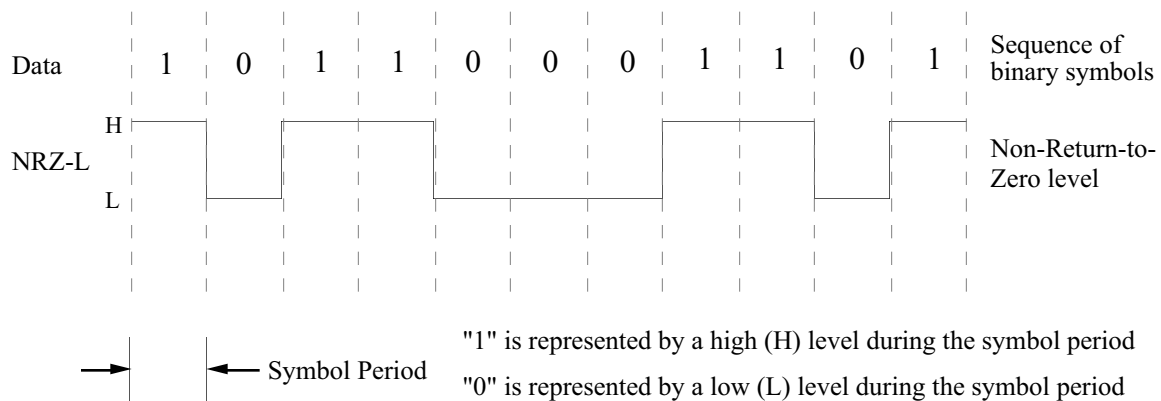 Data 1 0 1 1 0 0 0 1 1 0 1 Sequence of
binary symbols
H
NRZ-L Non-Return-to-
Zero level
L
"1" is represented by a high (H) level during the symbol period
Symbol Period
"0" is represented by a low (L) level during the symbol period